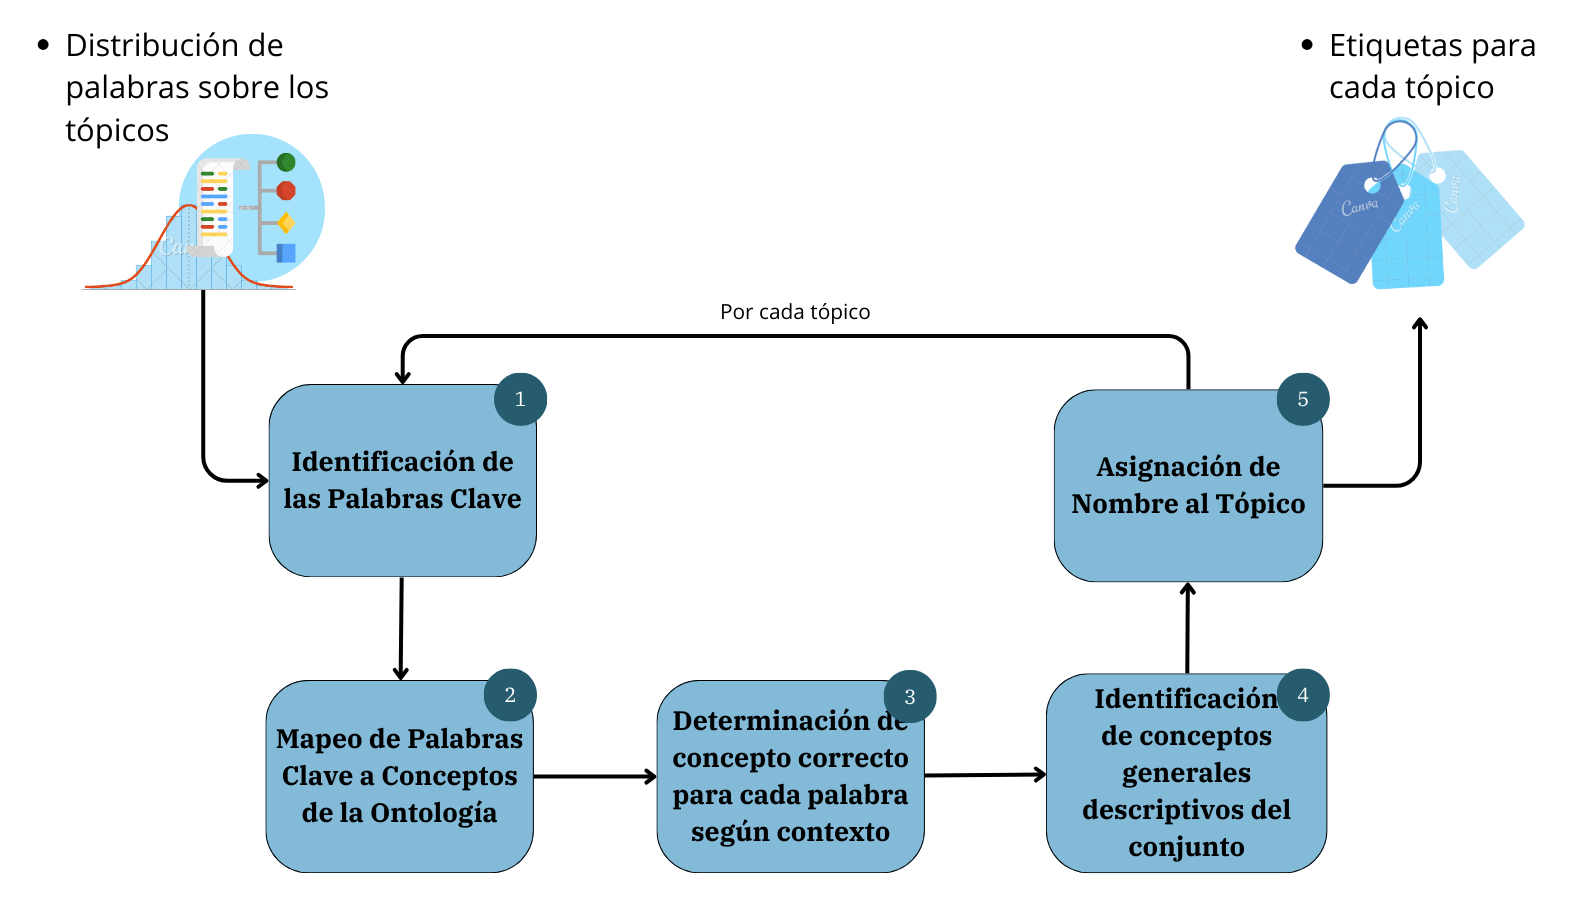 Distribución de
palabras sobre los
tópicos
Etiquetas para
cada tópico
Canva
Canva
Canva
Por cada tópico
1
Identificación de
las Palabras Clave
5
Asignación de
Nombre al Tópico
2
Mapeo de Palabras
Clave a Conceptos
de la Ontología
3
Determinación de
concepto correcto
para cada palabra
según contexto
4
Identificación
de conceptos
generales
descriptivos del
conjunto